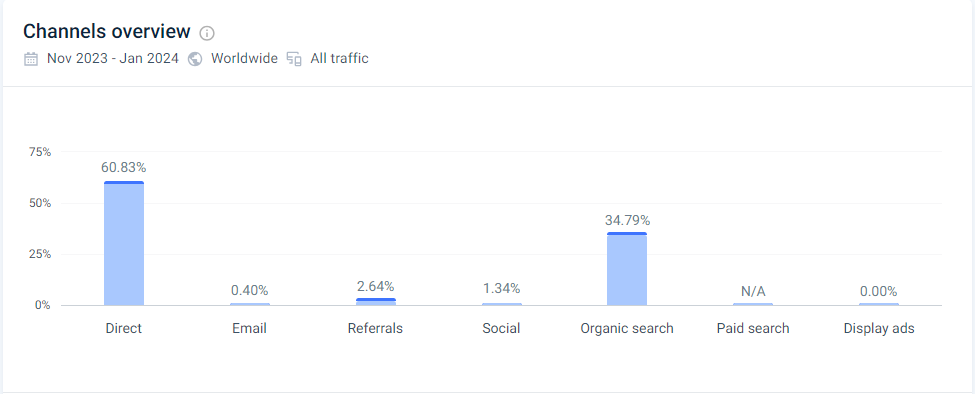 Channels overview
Nov 2023 - Jan 2024 Worldwide All traffic
75%
60.83%
50%
34.79%
25%
0.40% 2.64% 1.34% N/A 0.00%
0%
Direct Email Referrals Social Organic search Paid search Display ads